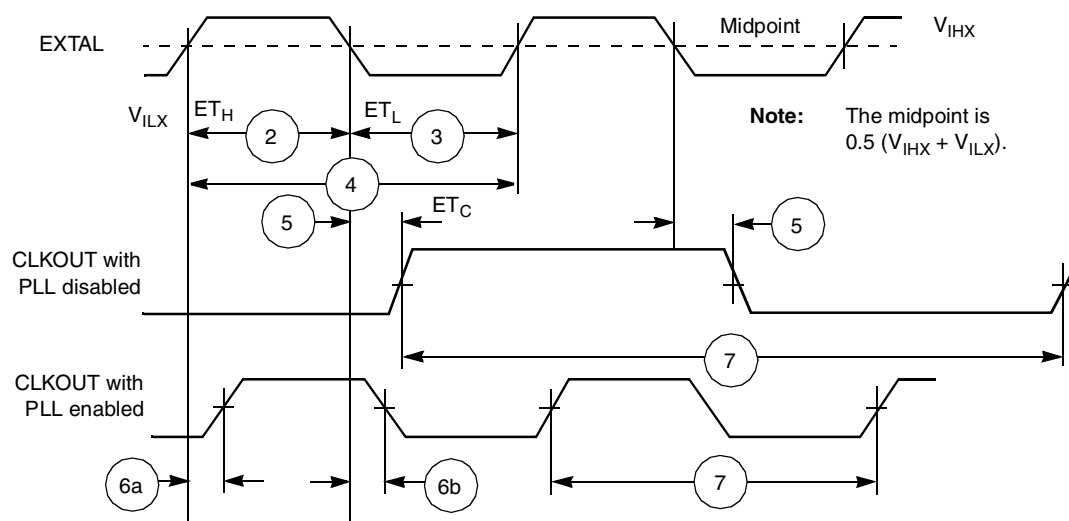 EXTAL
Midpoint
V_IHX
V_ILX
ET_H
ET_L
2
3
Note: The midpoint is
0.5 (V_IHX + V_ILX).
4
ET_C
5
5
CLKOUT with
PLL disabled
7
CLKOUT with
PLL enabled
6a
6b
7